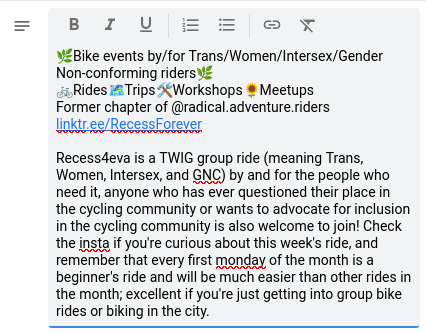 🌿Bike events by/for Trans/Women/Intersex/Gender
Non-conforming riders🌿
🚲Rides🗺️Trips🛠️Workshops🌻Meetups
Former chapter of @radical.adventure.riders
linktr.ee/RecessForever

Recess4eva is a TWIG group ride (meaning Trans,
Women, Intersex, and GNC) by and for the people who
need it, anyone who has ever questioned their place in
the cycling community or wants to advocate for inclusion
in the cycling community is also welcome to join! Check
the insta if you're curious about this week's ride, and
remember that every first monday of the month is a
beginner's ride and will be much easier than other rides in
the month; excellent if you're just getting into group bike
rides or biking in the city.